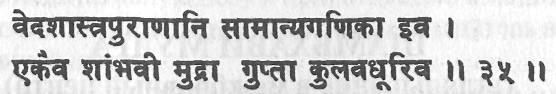 वेदशास्त्रपुराणानि सामान्यगणिका इव ।
एकैव शांभवी मुद्रा गुप्ता कुलवधूरिव ।। ३५ ।।